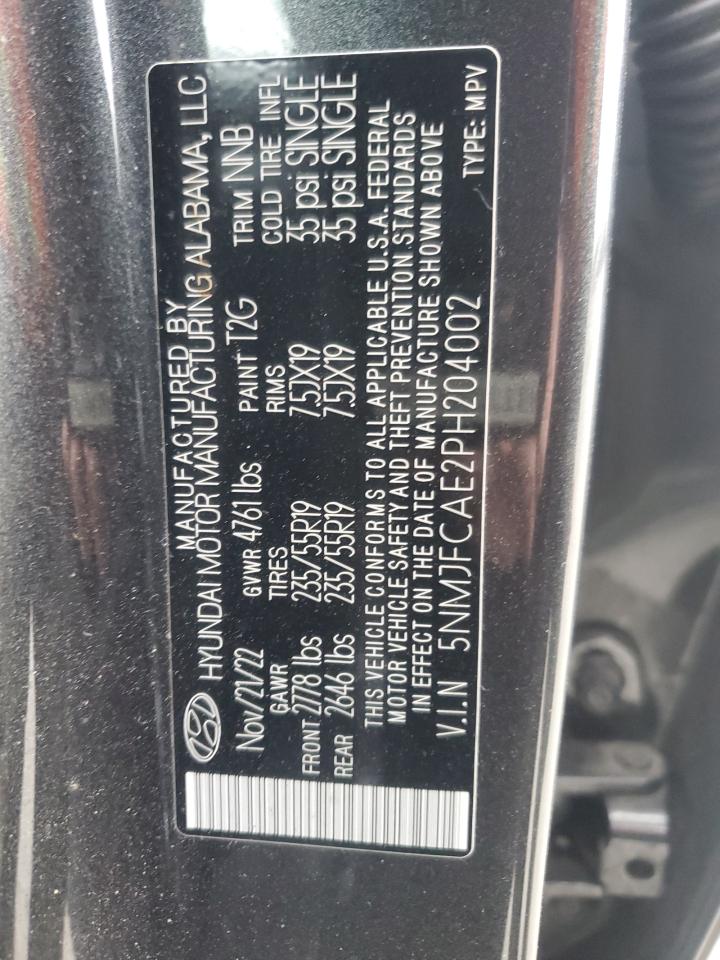 MANUFACTURED BY
HYUNDAI MOTOR MANUFACTURING ALABAMA, LLC
Nov/21/22 GVWR 4761 lbs PAINT T2G TRIM NNB
GAWR TIRES RIMS COLD TIRE INFL
FRONT 2778 lbs 235/55R19 7.5JX19 35 psi SINGLE
REAR 2646 lbs 235/55R19 7.5JX19 35 psi SINGLE
THIS VEHICLE CONFORMS TO ALL APPLICABLE U.S.A. FEDERAL
MOTOR VEHICLE SAFETY AND THEFT PREVENTION STANDARDS
IN EFFECT ON THE DATE OF MANUFACTURE SHOWN ABOVE
V.I.N 5NMJFCAE2PH204002 TYPE: MPV